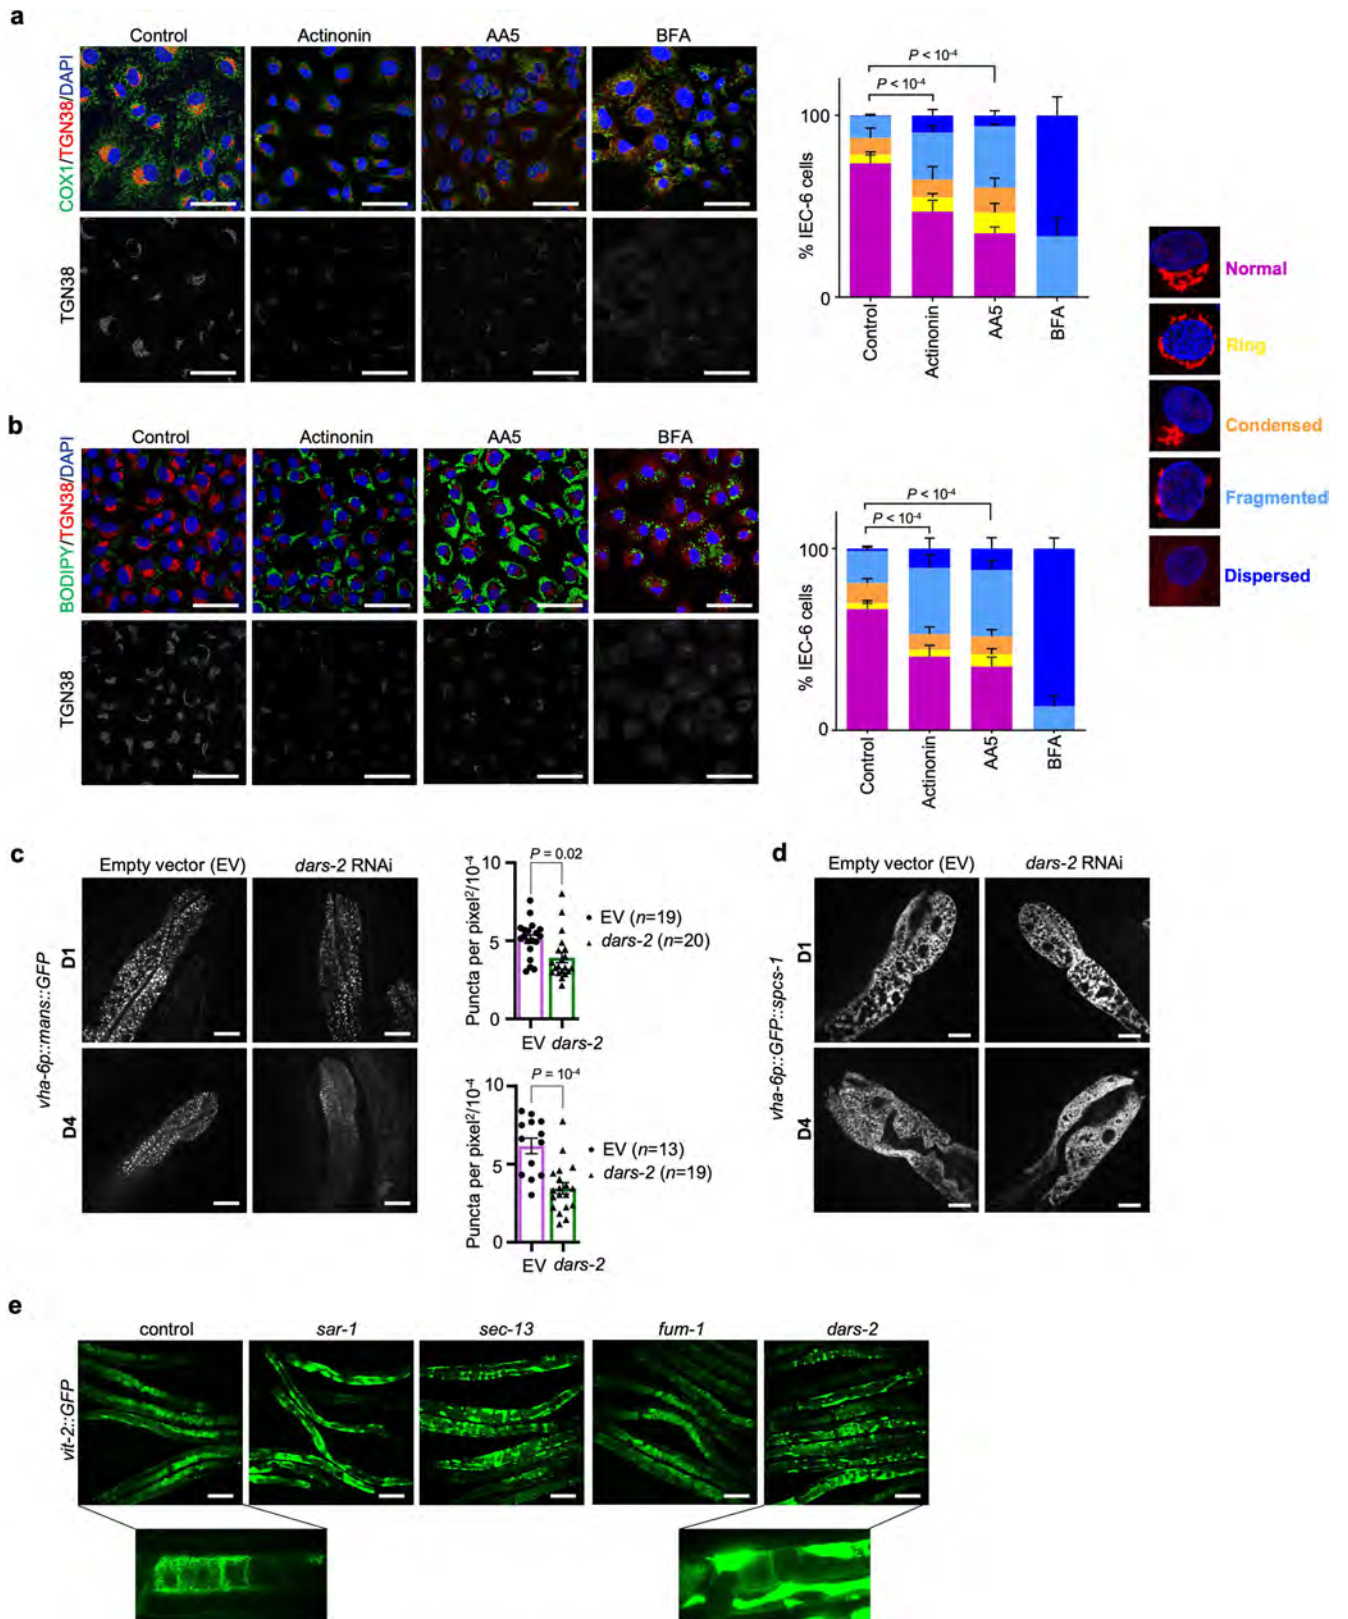 a
Control
Actinonin
AA5
BFA
COX1/TGN38/DAPI
TGN38
P < 10-4
P < 10-4
100
0
% IEC-6 cells
Control
Actinonin
AA5
BFA
Normal
Ring
Condensed
Fragmented
Dispersed
b
Control
Actinonin
AA5
BFA
BODIPY/TGN38/DAPI
TGN38
P < 10-4
P < 10-4
100
0
% IEC-6 cells
Control
Actinonin
AA5
BFA
c
Empty vector (EV)
dars-2 RNAi
vha-6p::mans::GFP
D1
D4
P = 0.02
10
5
0
Puncta per pixel2/10-4
EV dars-2
EV (n=19)
dars-2 (n=20)
P = 10-4
10
5
0
Puncta per pixel2/10-4
EV dars-2
EV (n=13)
dars-2 (n=19)
d
Empty vector (EV)
dars-2 RNAi
vha-6p::GFP::spcs-1
D1
D4
e
control
sar-1
sec-13
fum-1
dars-2
vit-2::GFP